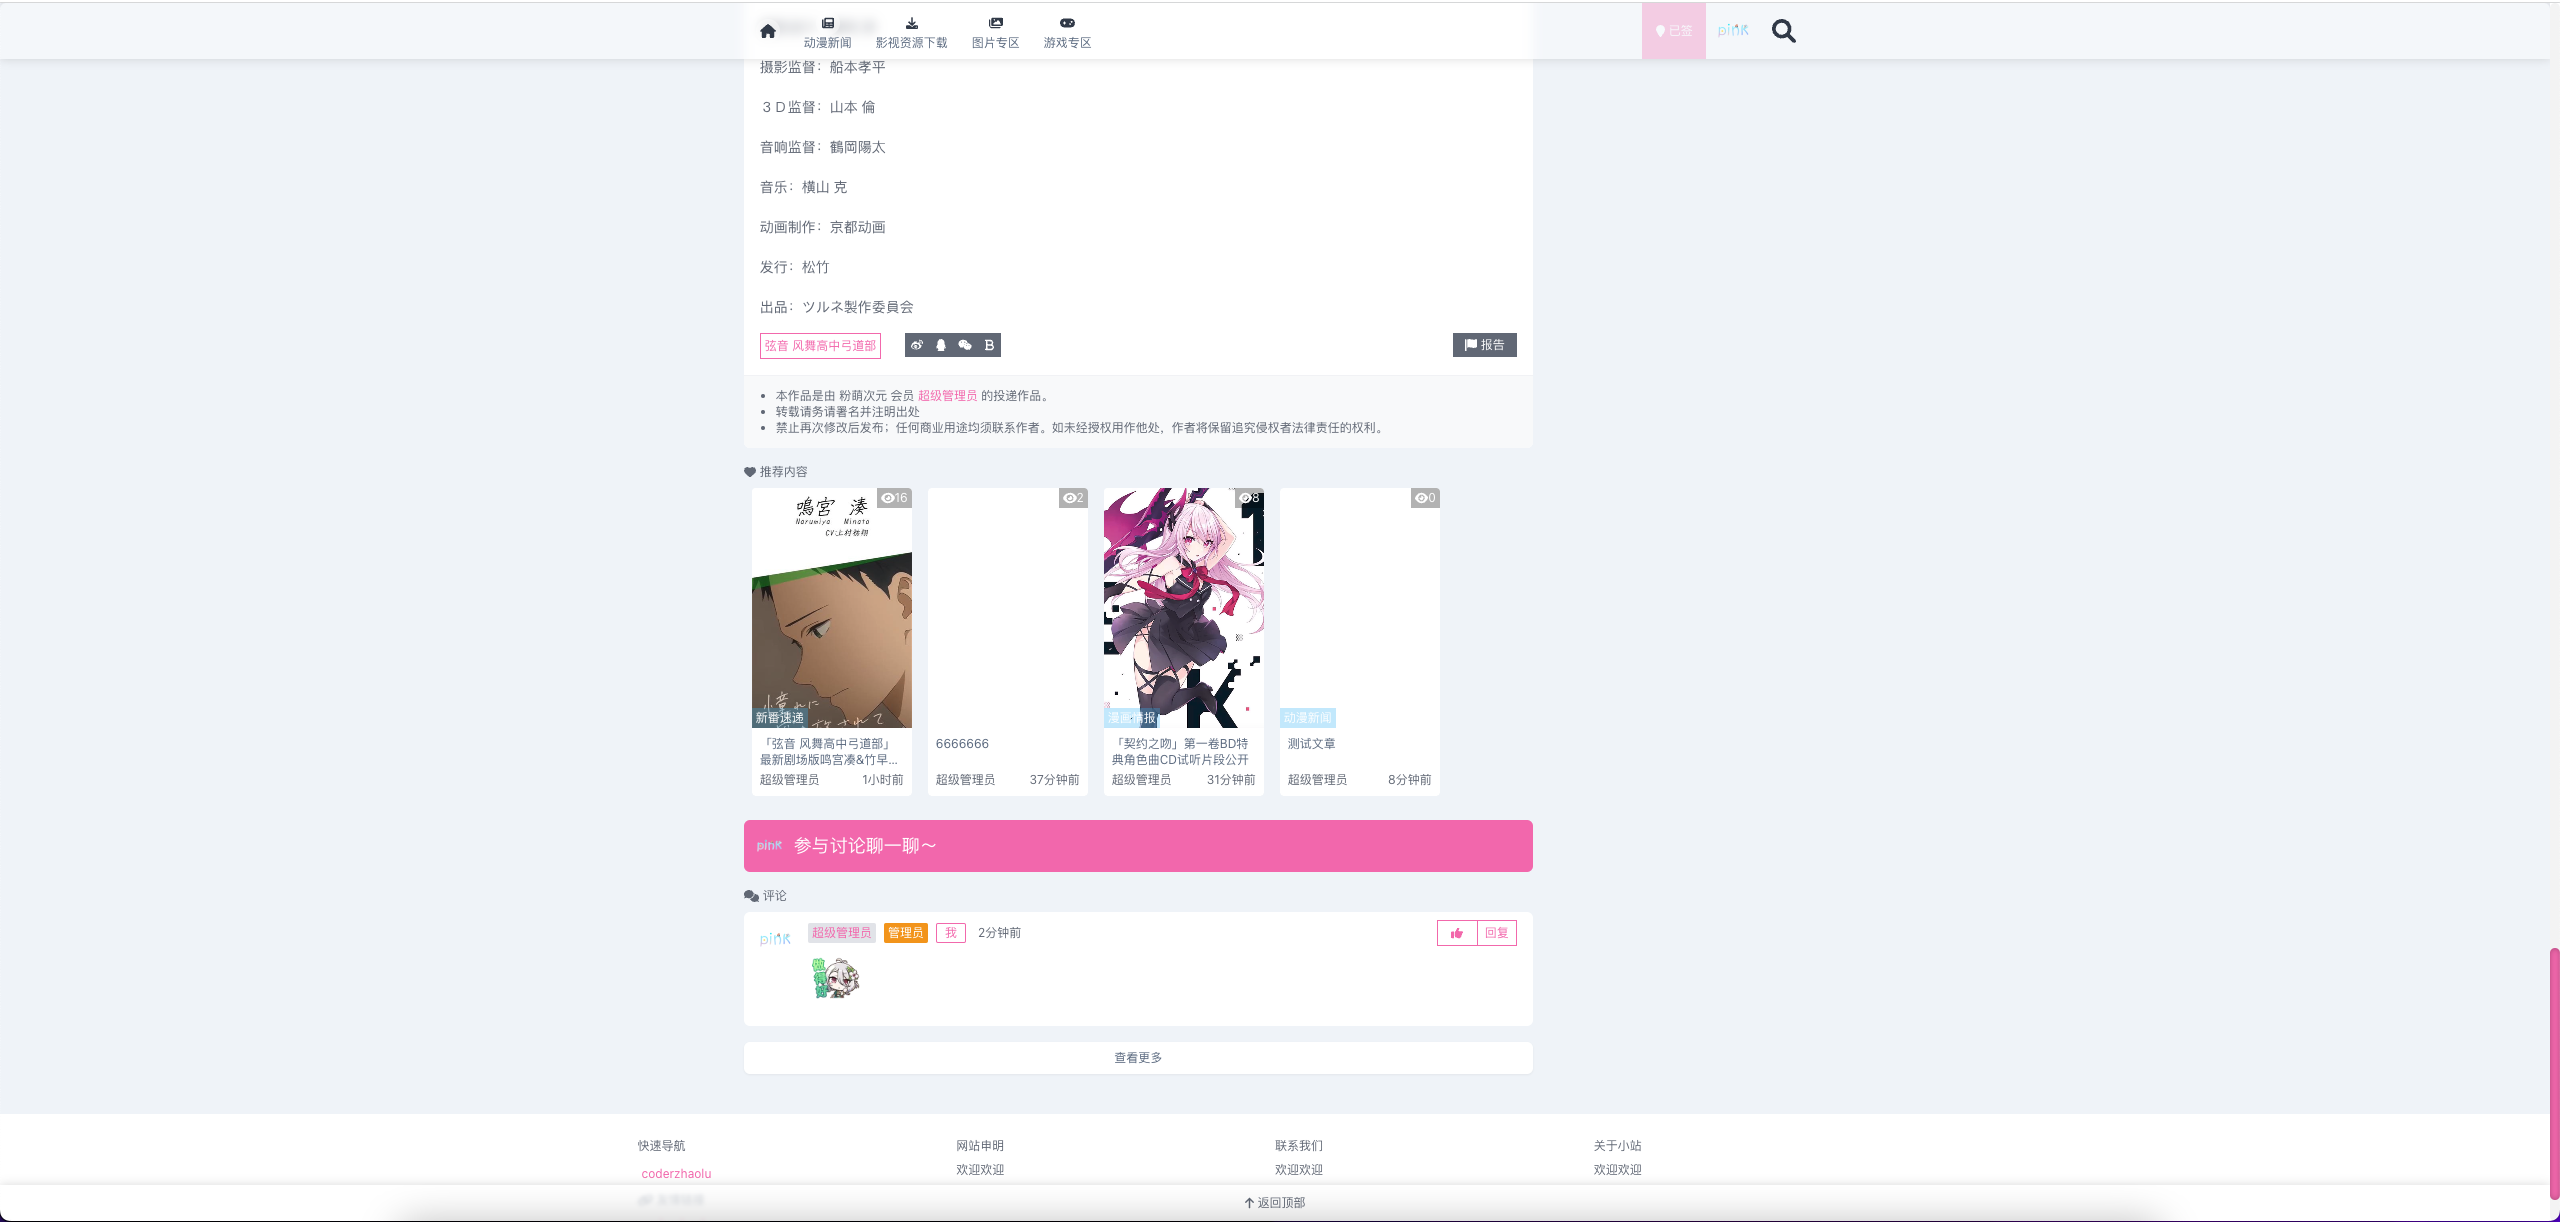 动漫新闻
影视资源下载
图片专区
游戏专区
已签
pink
摄影监督：船本孝平
３Ｄ监督：山本 倫
音响监督：鶴岡陽太
音乐：横山 克
动画制作：京都动画
发行：松竹
出品：ツルネ製作委員会
弦音 风舞高中弓道部
报告
本作品是由 粉萌次元 会员 超级管理员 的投递作品。
转载请务请署名并注明出处
禁止再次修改后发布；任何商业用途均须联系作者。如未经授权用作他处，作者将保留追究侵权者法律责任的权利。
推荐内容
16
鳴宮 湊
Narumiya Minato
新番速递
「弦音 风舞高中弓道部」
最新剧场版鸣宫凑&竹早...
超级管理员 1小时前
2
6666666
超级管理员 37分钟前
8
漫画情报
「契约之吻」第一卷BD特
典角色曲CD试听片段公开
超级管理员 31分钟前
0
动漫新闻
测试文章
超级管理员 8分钟前
pink 参与讨论聊一聊～
评论
pink
超级管理员 管理员 我 2分钟前
回复
做得好
查看更多
快速导航
coderzhaolu
网站申明
欢迎欢迎
联系我们
欢迎欢迎
关于小站
欢迎欢迎
返回顶部